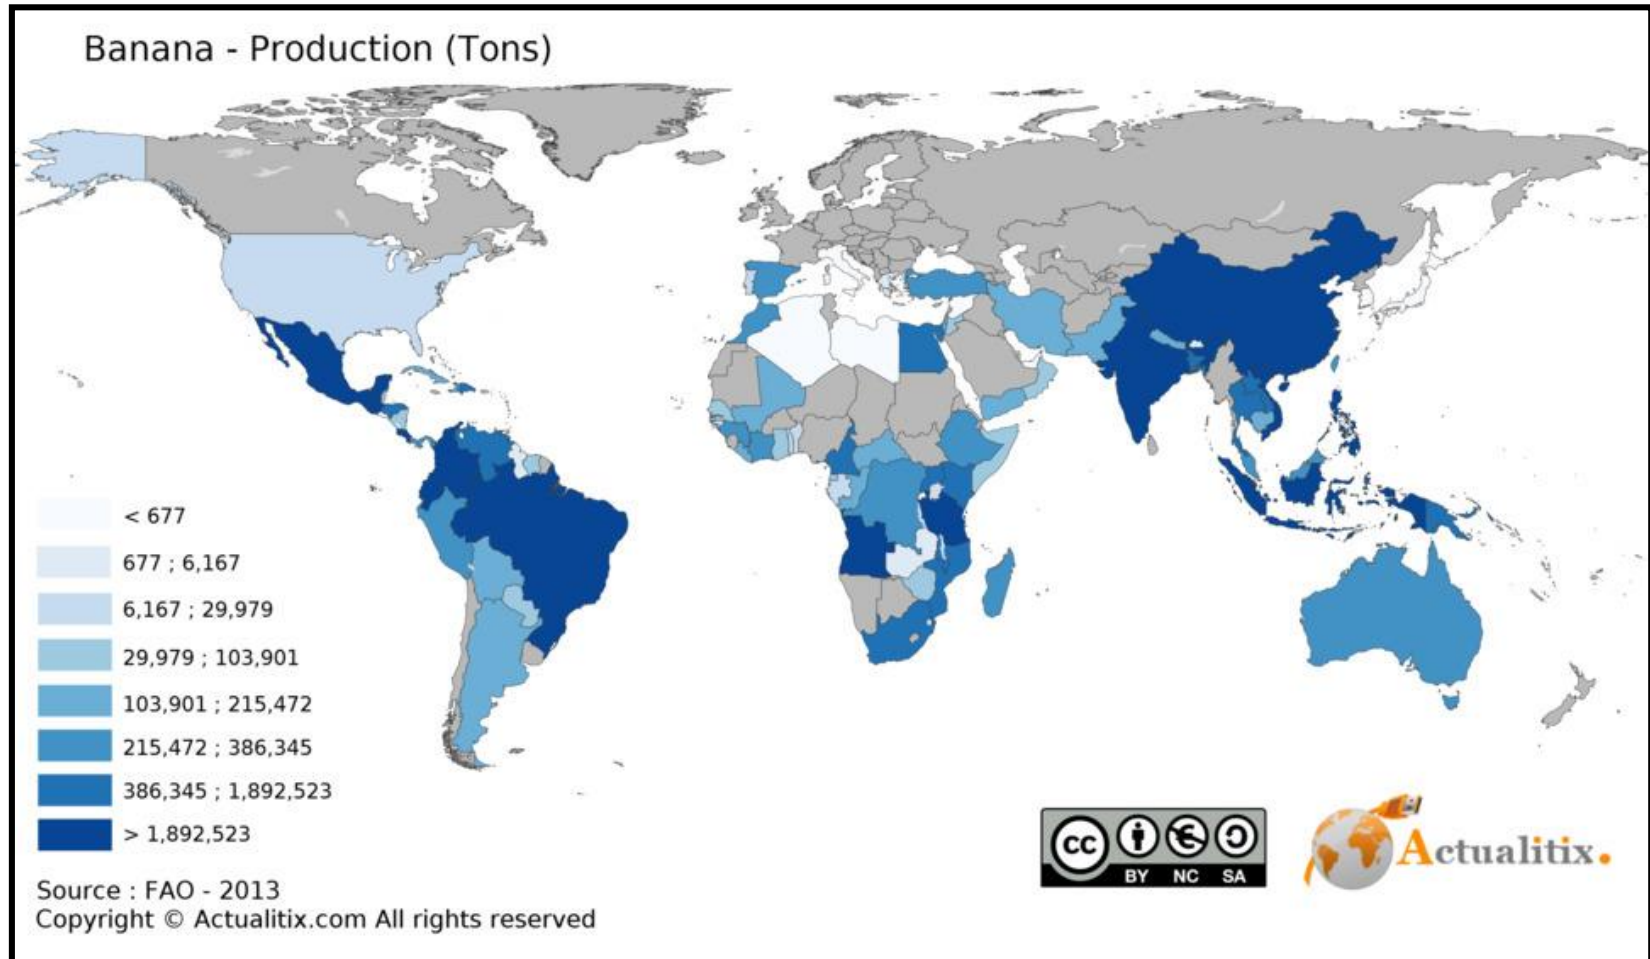 Banana - Production (Tons)
< 677
677 ; 6,167
6,167 ; 29,979
29,979 ; 103,901
103,901 ; 215,472
215,472 ; 386,345
386,345 ; 1,892,523
> 1,892,523
Source : FAO - 2013
Copyright © Actualitix.com All rights reserved
cc
BY NC SA
Actualitix.